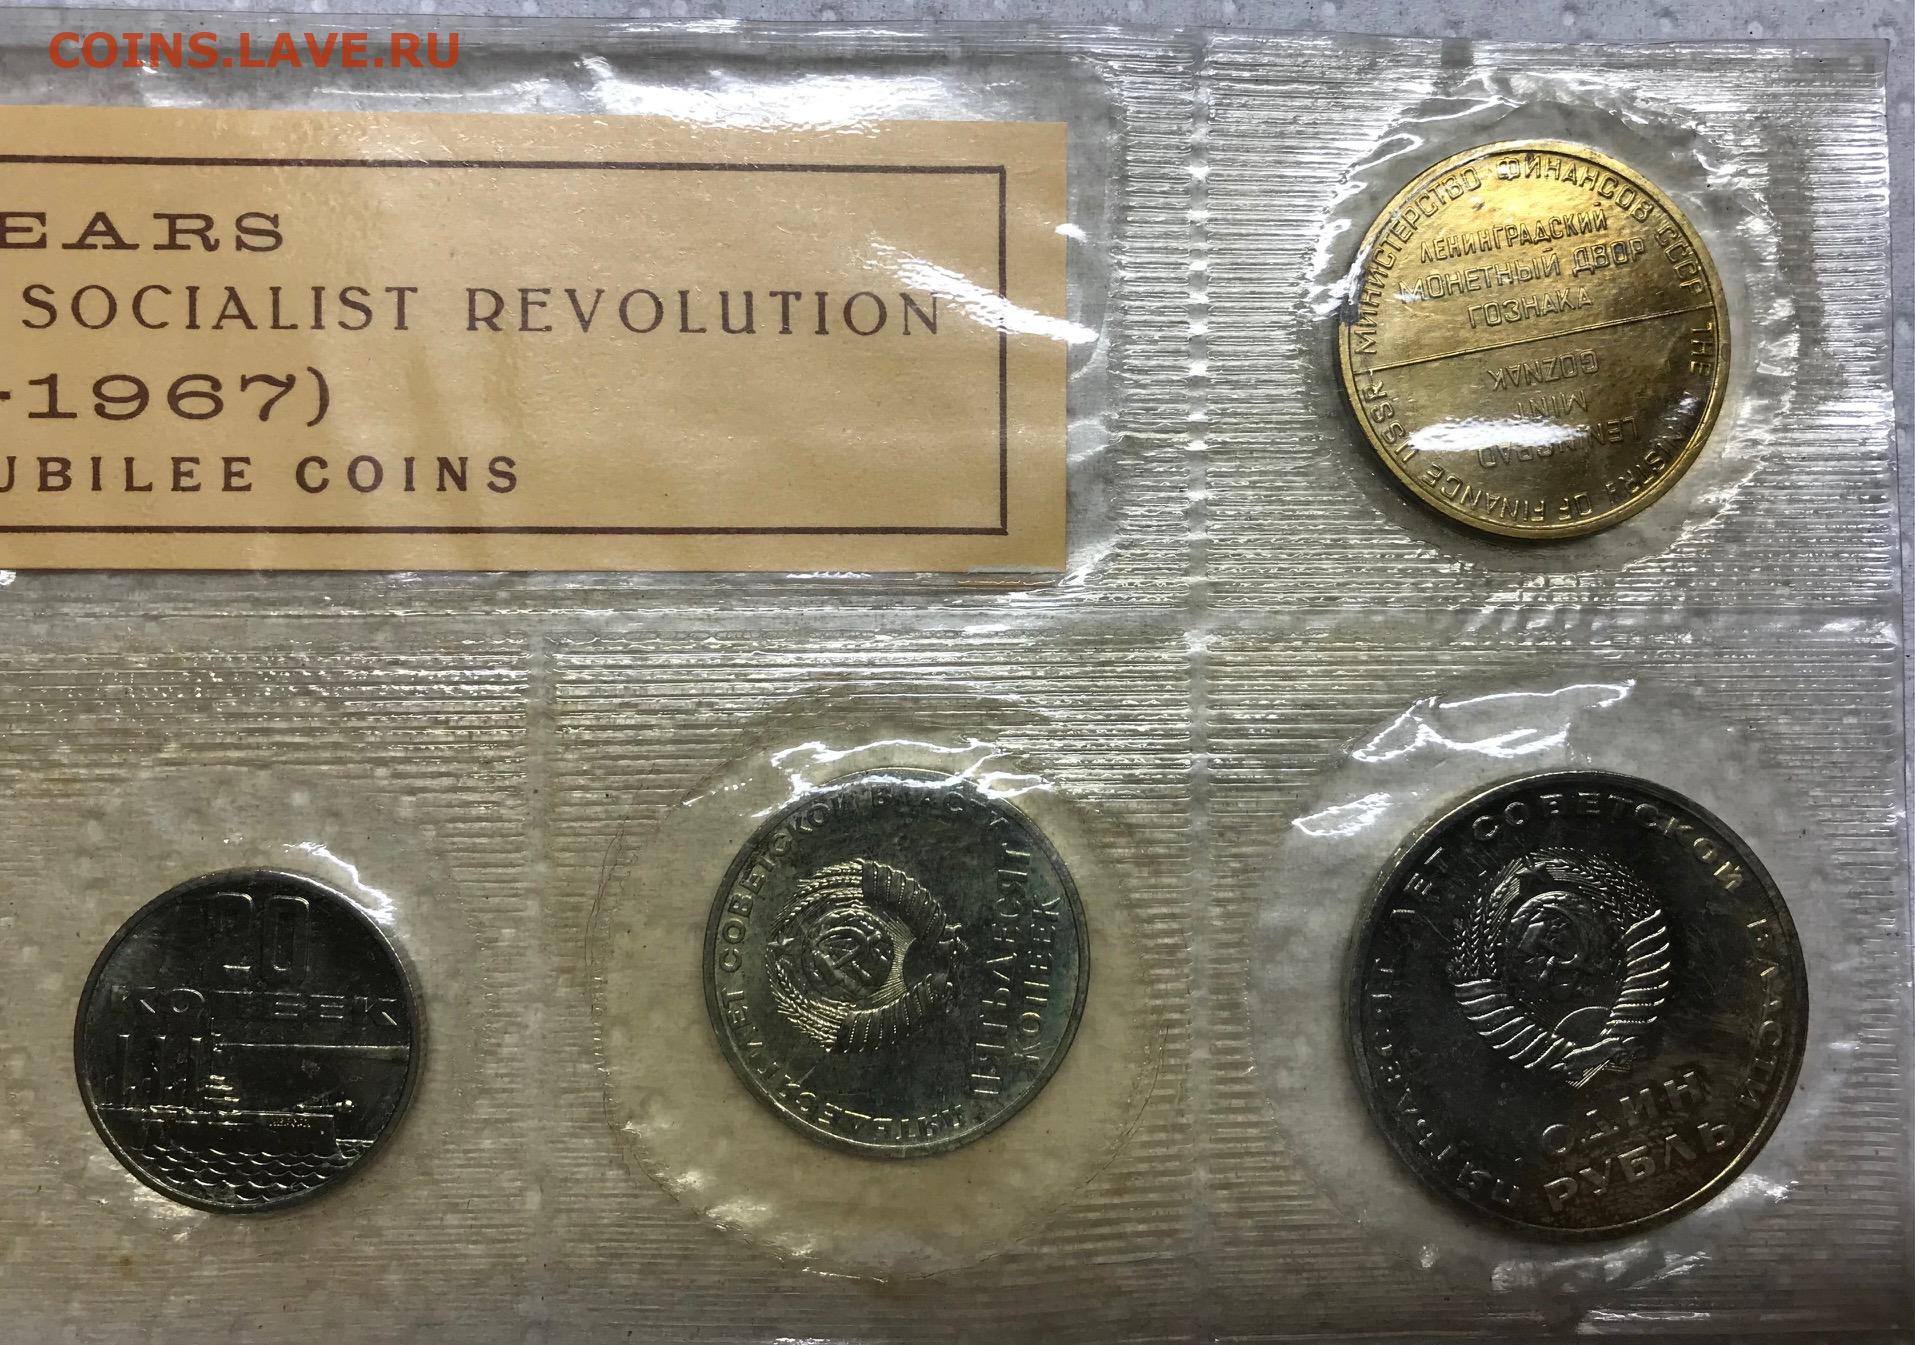 COINS.LAVE.RU
EARS
SOCIALIST REVOLUTION
-1967)
UBILEE COINS
МИНИСТЕРСТВО ФИНАНСОВ СССР
ЛЕНИНГРАДСКИЙ
МОНЕТНЫЙ ДВОР
ГОЗНАКА
THE MINISTRY OF FINANCE USSR
LENINGRAD
MINT
GOZNAK
20
КОПЕЕК
ПЯТЬДЕСЯТ ЛЕТ СОВЕТСКОЙ ВЛАСТИ
ПЯТЬДЕСЯТ
КОПЕЕК
ПЯТЬДЕСЯТ ЛЕТ СОВЕТСКОЙ ВЛАСТИ
ОДИН
РУБЛЬ